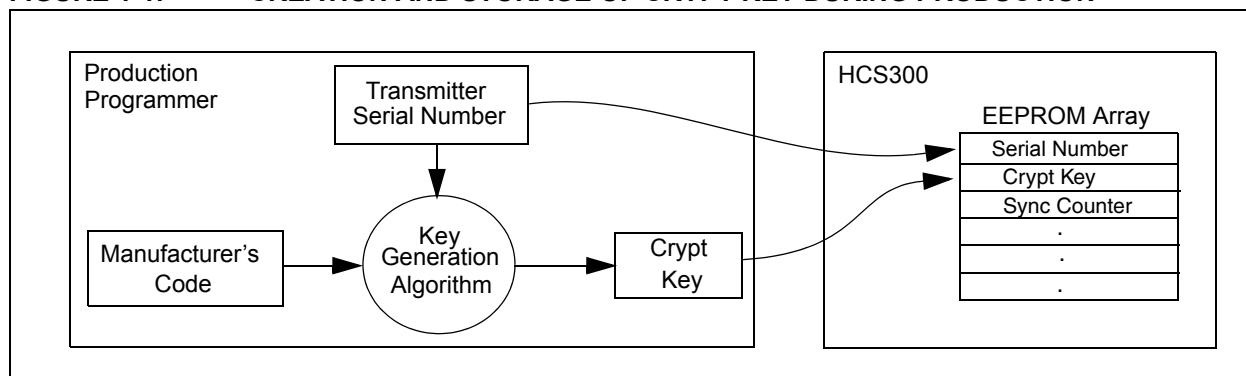 Production
Programmer
Transmitter
Serial Number
Manufacturer's
Code
Key
Generation
Algorithm
Crypt
Key
HCS300
EEPROM Array
Serial Number
Crypt Key
Sync Counter
.
.
.